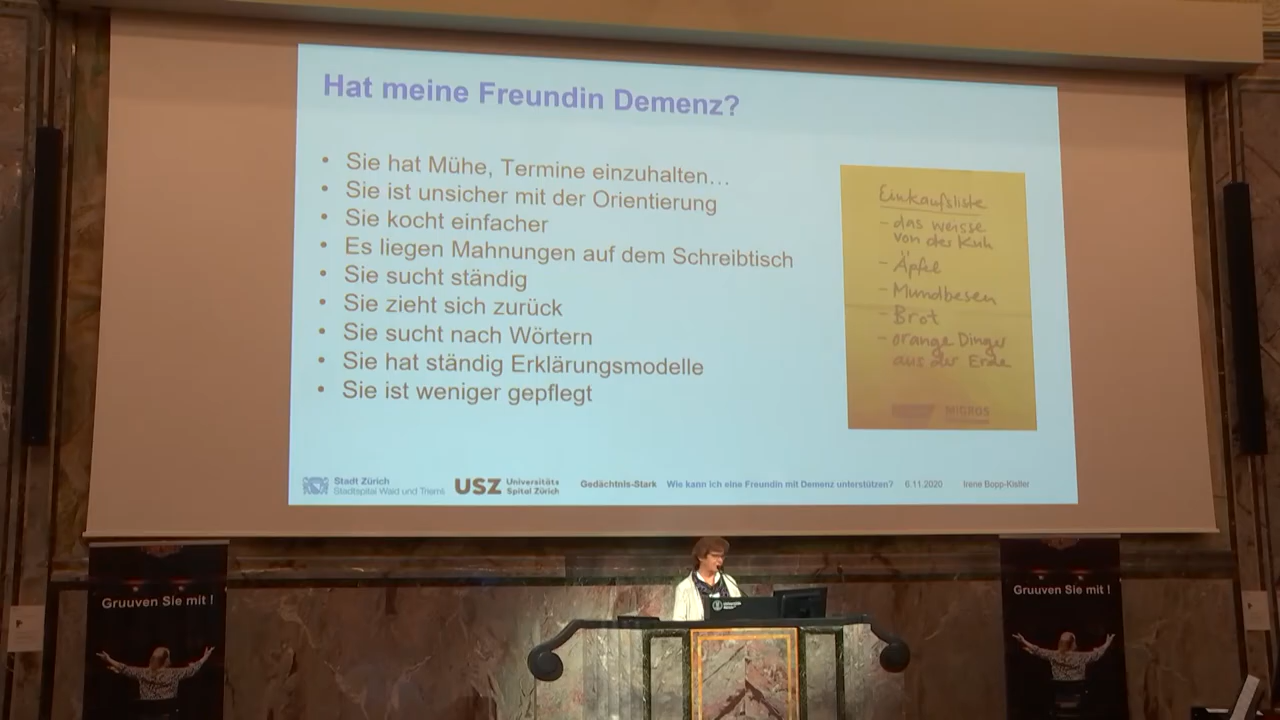 Hat meine Freundin Demenz?
• Sie hat Mühe, Termine einzuhalten…
• Sie ist unsicher mit der Orientierung
• Sie kocht einfacher
• Es liegen Mahnungen auf dem Schreibtisch
• Sie sucht ständig
• Sie zieht sich zurück
• Sie sucht nach Wörtern
• Sie hat ständig Erklärungsmodelle
• Sie ist weniger gepflegt
Einkaufsliste
- das weisse
von der Kuh
- Äpfel
- Mundbesen
- Brot
- orange Dinger
aus der Erde
MIGROS
Stadt Zürich
Stadtspital Waid und Triemli
USZ Universitäts
Spital Zürich
Gedächtnis-Stark Wie kann ich eine Freundin mit Demenz unterstützen? 6.11.2020 Irene Bopp-Kistler
Gruuven Sie mit !
Gruuven Sie mit !